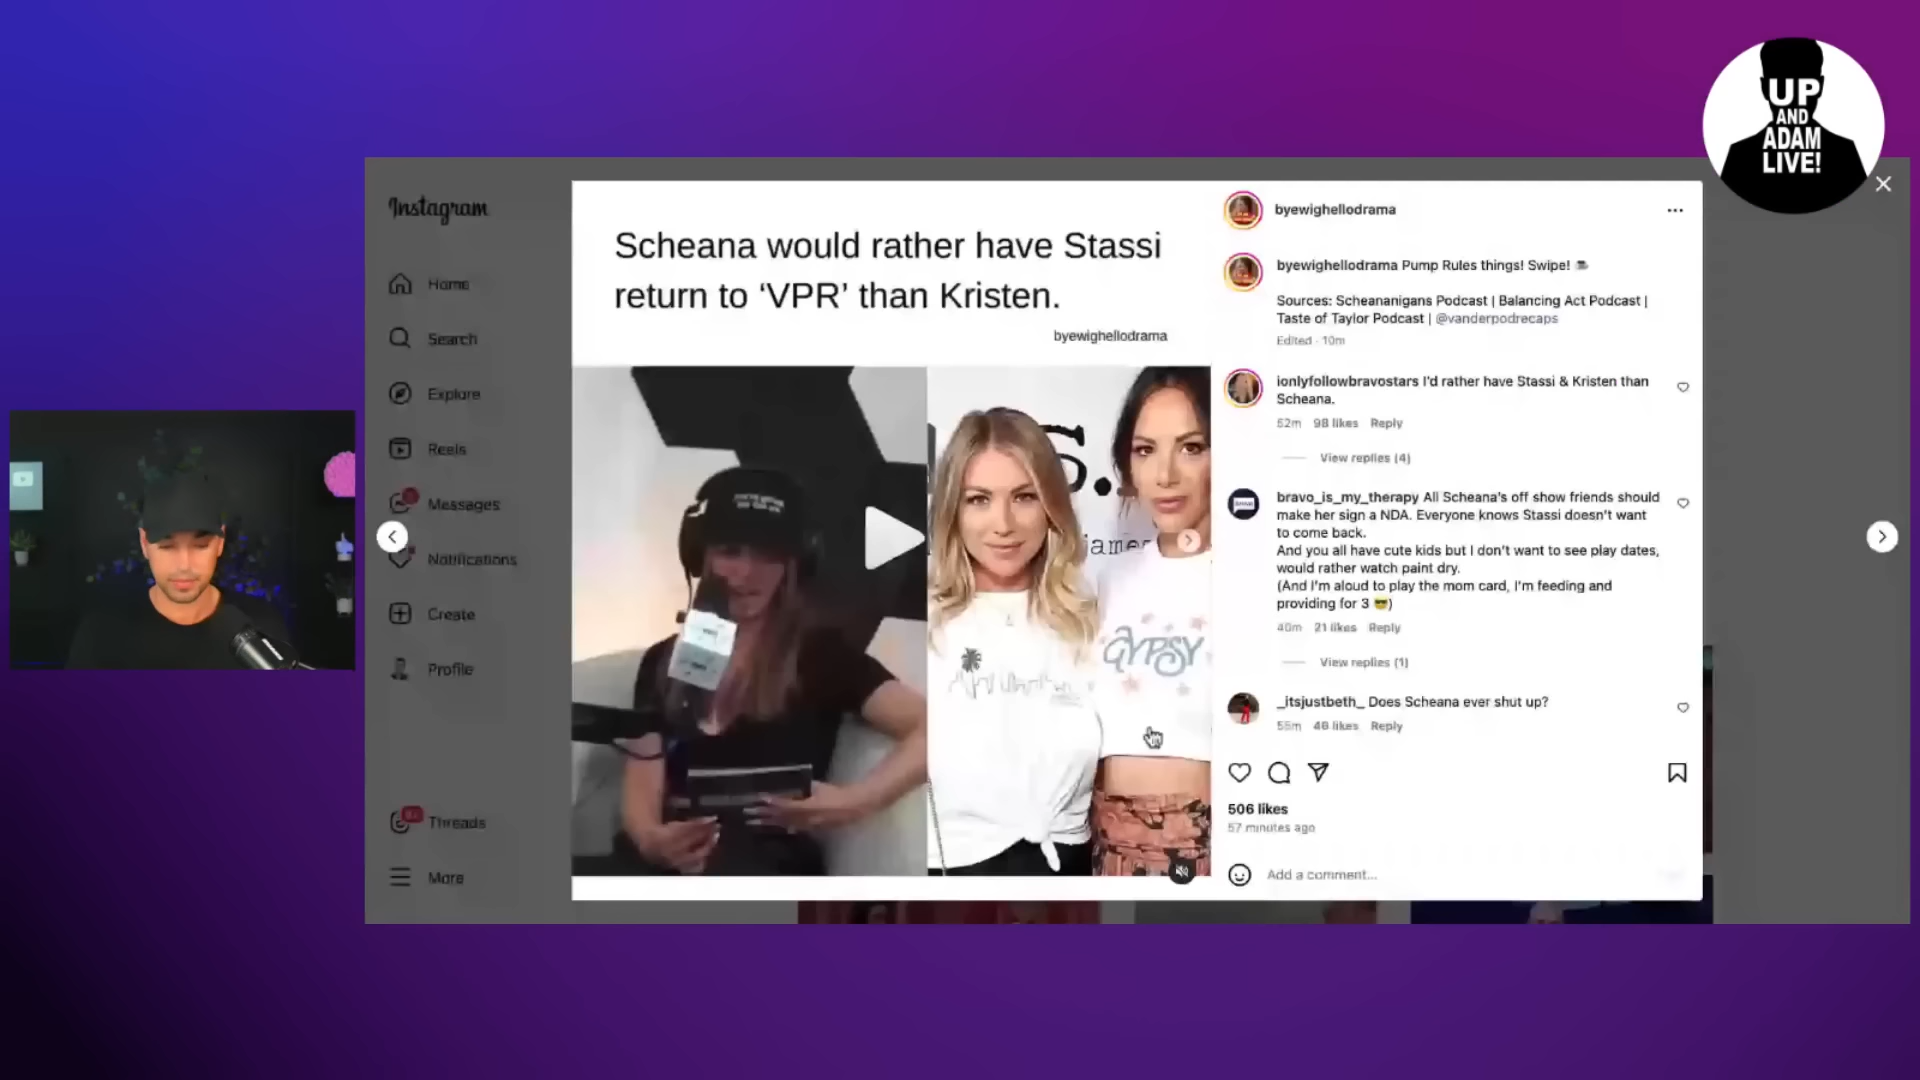 UP
AND
ADAM
LIVE!
Instagram
Home
Search
Explore
Reels
Messages
Notifications
Create
Profile
Threads
More
Scheana would rather have Stassi
return to ‘VPR’ than Kristen.
byewighellodrama
S.
james
GYPSY
byewighellodrama
byewighellodrama Pump Rules things! Swipe! ☕
Sources: Scheananigans Podcast | Balancing Act Podcast |
Taste of Taylor Podcast | @vanderpodrecaps
Edited · 10m
ionlyfollowbravostars I'd rather have Stassi & Kristen than
Scheana.
52m 98 likes Reply
View replies (4)
bravo_is_my_therapy All Scheana's off show friends should
make her sign a NDA. Everyone knows Stassi doesn't want
to come back.
And you all have cute kids but I don't want to see play dates,
would rather watch paint dry.
(And I'm aloud to play the mom card, I'm feeding and
providing for 3 😎)
40m 21 likes Reply
View replies (1)
_itsjustbeth_ Does Scheana ever shut up?
55m 46 likes Reply
506 likes
57 minutes ago
Add a comment...